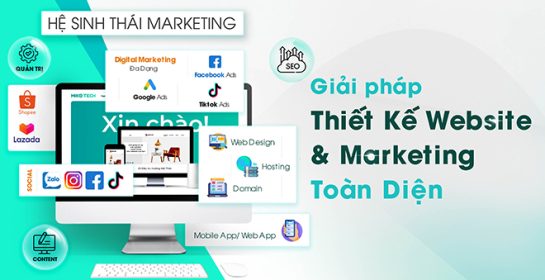 HỆ SINH THÁI MARKETING
QUẢN TRỊ
Digital Marketing
Đa Dạng
Facebook Ads
Google Ads
Tiktok Ads
SEO
Shopee
Lazada
MHD TECH
Xin chào!
Web Design
Hosting
Domain
SOCIAL
Zalo
Mobile App/ Web App
CONTENT
Giải pháp
Thiết Kế Website
& Marketing
Toàn Diện